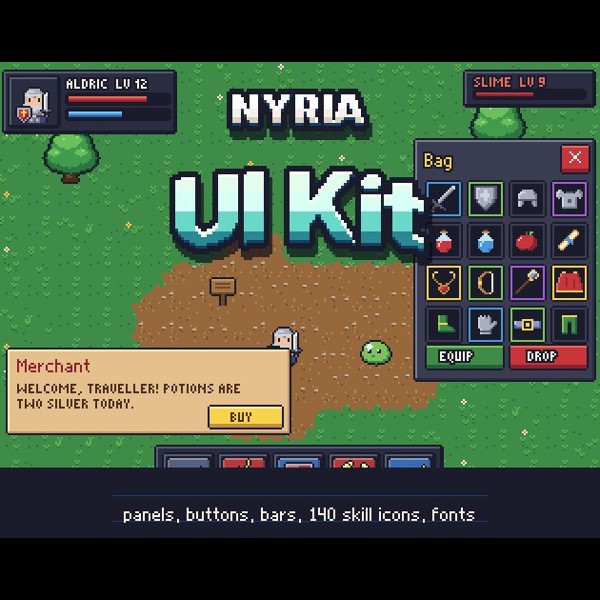 ALDRIC LV 12
SLIME LV 9
NYRIA
UI Kit
Bag
EQUIP
DROP
Merchant
WELCOME, TRAVELLER! POTIONS ARE
TWO SILVER TODAY.
BUY
panels, buttons, bars, 140 skill icons, fonts